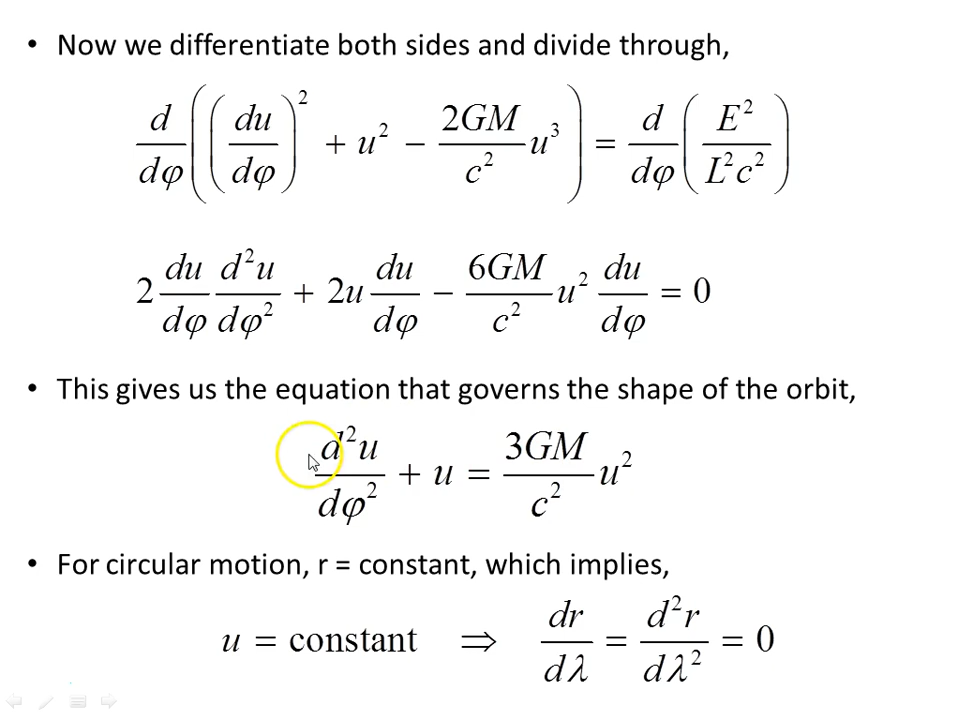 • Now we differentiate both sides and divide through,
d/dφ ((du/dφ)² + u² − 2GM/c² u³) = d/dφ (E²/L²c²)
2 du/dφ d²u/dφ² + 2u du/dφ − 6GM/c² u² du/dφ = 0
• This gives us the equation that governs the shape of the orbit,
d²u/dφ² + u = 3GM/c² u²
• For circular motion, r = constant, which implies,
u = constant ⇒ dr/dλ = d²r/dλ² = 0